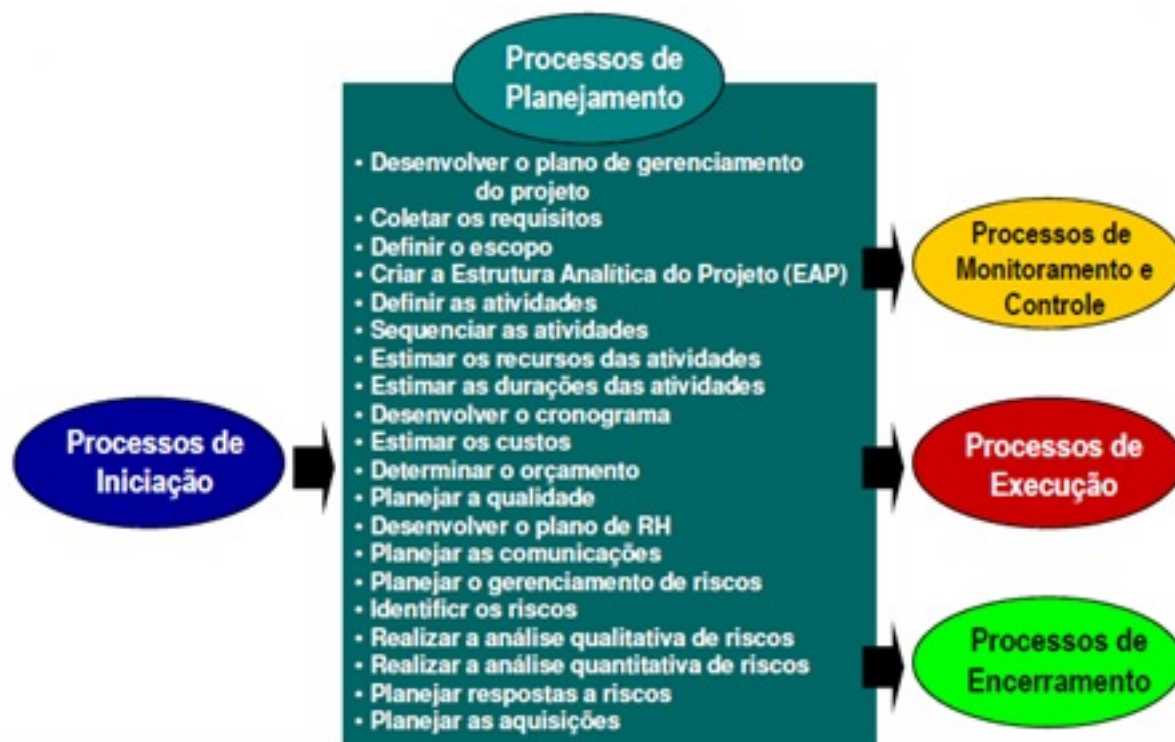 Processos de
Planejamento
• Desenvolver o plano de gerenciamento
do projeto
• Coletar os requisitos
• Definir o escopo
• Criar a Estrutura Analítica do Projeto (EAP)
• Definir as atividades
• Sequenciar as atividades
• Estimar os recursos das atividades
• Estimar as durações das atividades
• Desenvolver o cronograma
• Estimar os custos
• Determinar o orçamento
• Planejar a qualidade
• Desenvolver o plano de RH
• Planejar as comunicações
• Planejar o gerenciamento de riscos
• Identificr os riscos
• Realizar a análise qualitativa de riscos
• Realizar a análise quantitativa de riscos
• Planejar respostas a riscos
• Planejar as aquisições
Processos de
Iniciação
Processos de
Monitoramento e
Controle
Processos de
Execução
Processos de
Encerramento